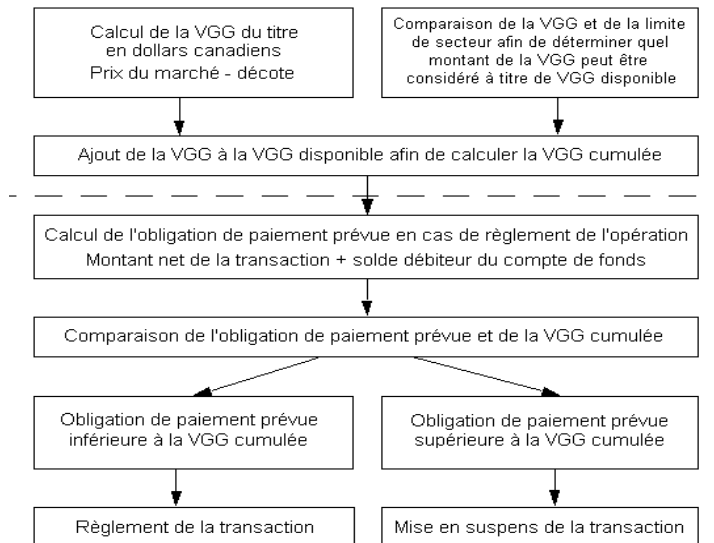 Calcul de la VGG du titre
en dollars canadiens
Prix du marché - décote
Comparaison de la VGG et de la limite
de secteur afin de déterminer quel
montant de la VGG peut être
considéré à titre de VGG disponible
Ajout de la VGG à la VGG disponible afin de calculer la VGG cumulée
Calcul de l'obligation de paiement prévue en cas de règlement de l'opération
Montant net de la transaction + solde débiteur du compte de fonds
Comparaison de l'obligation de paiement prévue et de la VGG cumulée
Obligation de paiement prévue
inférieure à la VGG cumulée
Obligation de paiement prévue
supérieure à la VGG cumulée
Règlement de la transaction
Mise en suspens de la transaction